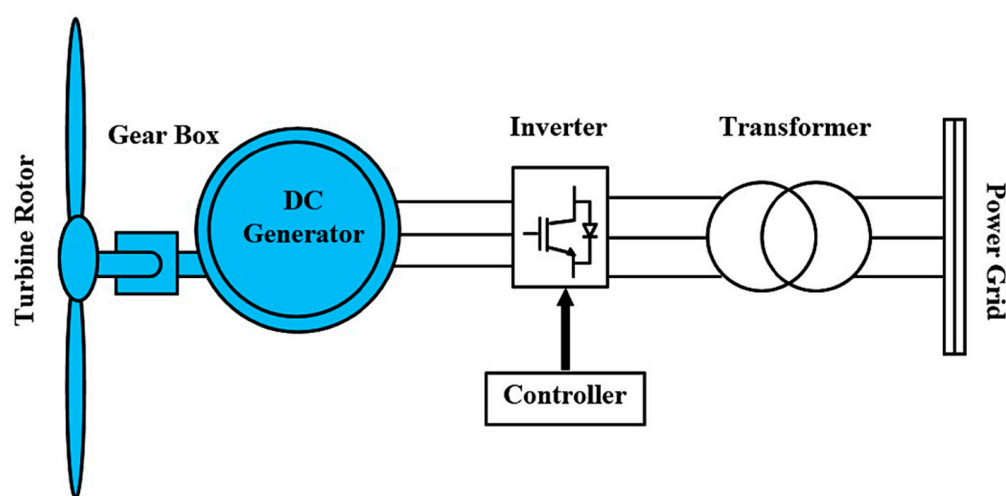 Turbine Rotor
Gear Box
DC
Generator
Inverter
Controller
Transformer
Power Grid